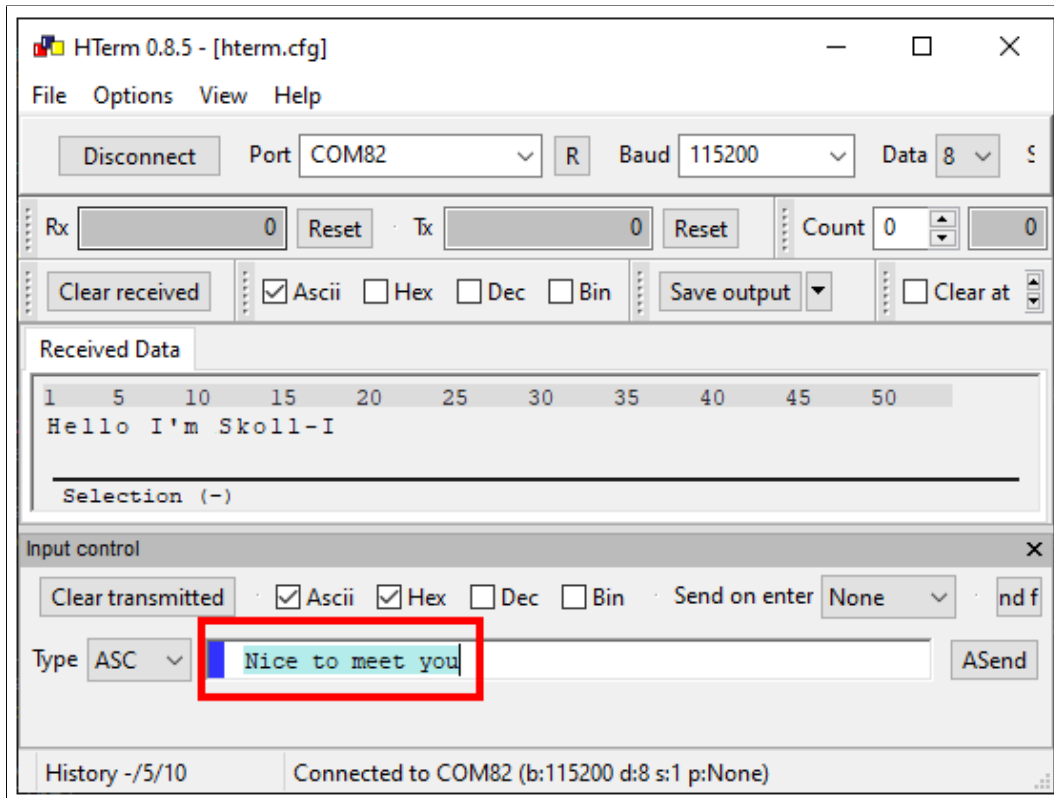 HTerm 0.8.5 - [hterm.cfg]
File Options View Help
Disconnect Port COM82 R Baud 115200 Data 8 S
Rx 0 Reset Tx 0 Reset Count 0 0
Clear received Ascii Hex Dec Bin Save output Clear at
Received Data
1 5 10 15 20 25 30 35 40 45 50
Hello I'm Skoll-I
Selection (-)
Input control
Clear transmitted Ascii Hex Dec Bin Send on enter None nd f
Type ASC Nice to meet you ASend
History -/5/10 Connected to COM82 (b:115200 d:8 s:1 p:None)